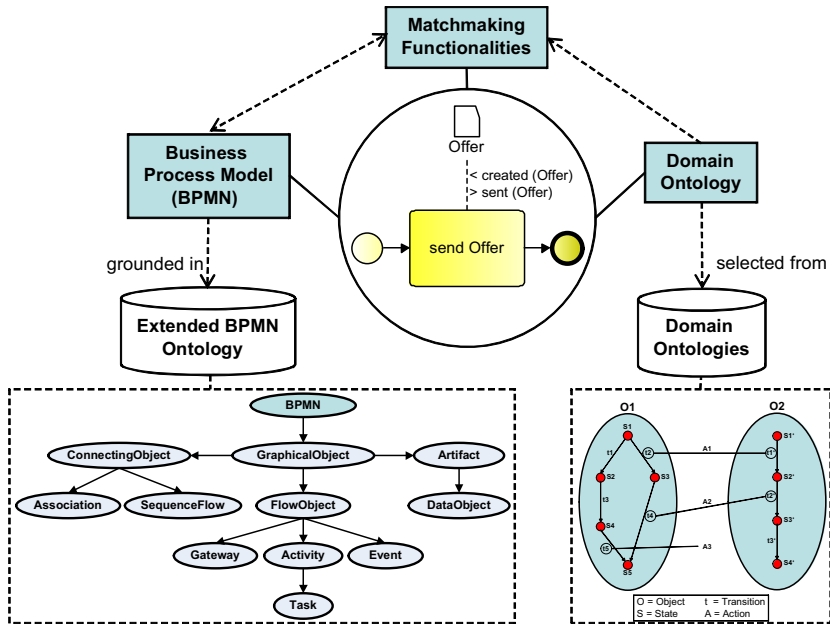 Matchmaking
Functionalities
Business
Process Model
(BPMN)
Offer
< created (Offer)
> sent (Offer)
send Offer
Domain
Ontology
grounded in
selected from
Extended BPMN
Ontology
Domain
Ontologies
BPMN
ConnectingObject
GraphicalObject
Artifact
Association
SequenceFlow
FlowObject
DataObject
Gateway
Activity
Event
Task
O1
O2
S1
S1'
t1
t2
A1
t1'
S2
S3
S2'
t3
A2
t2'
t4
S4
S3'
t5
A3
t3'
S5
S4'
O = Object t = Transition
S = State A = Action